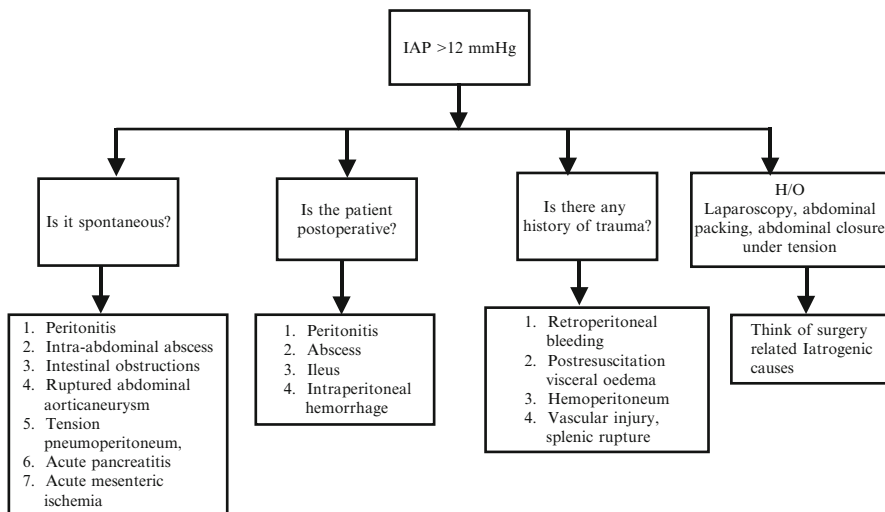 IAP >12 mmHg
Is it spontaneous?
Is the patient
postoperative?
Is there any
history of trauma?
H/O
Laparoscopy, abdominal
packing, abdominal closure
under tension
1. Peritonitis
2. Intra-abdominal abscess
3. Intestinal obstructions
4. Ruptured abdominal
aorticaneurysm
5. Tension
pneumoperitoneum,
6. Acute pancreatitis
7. Acute mesenteric
ischemia
1. Peritonitis
2. Abscess
3. Ileus
4. Intraperitoneal
hemorrhage
1. Retroperitoneal
bleeding
2. Postresuscitation
visceral oedema
3. Hemoperitoneum
4. Vascular injury,
splenic rupture
Think of surgery
related Iatrogenic
causes